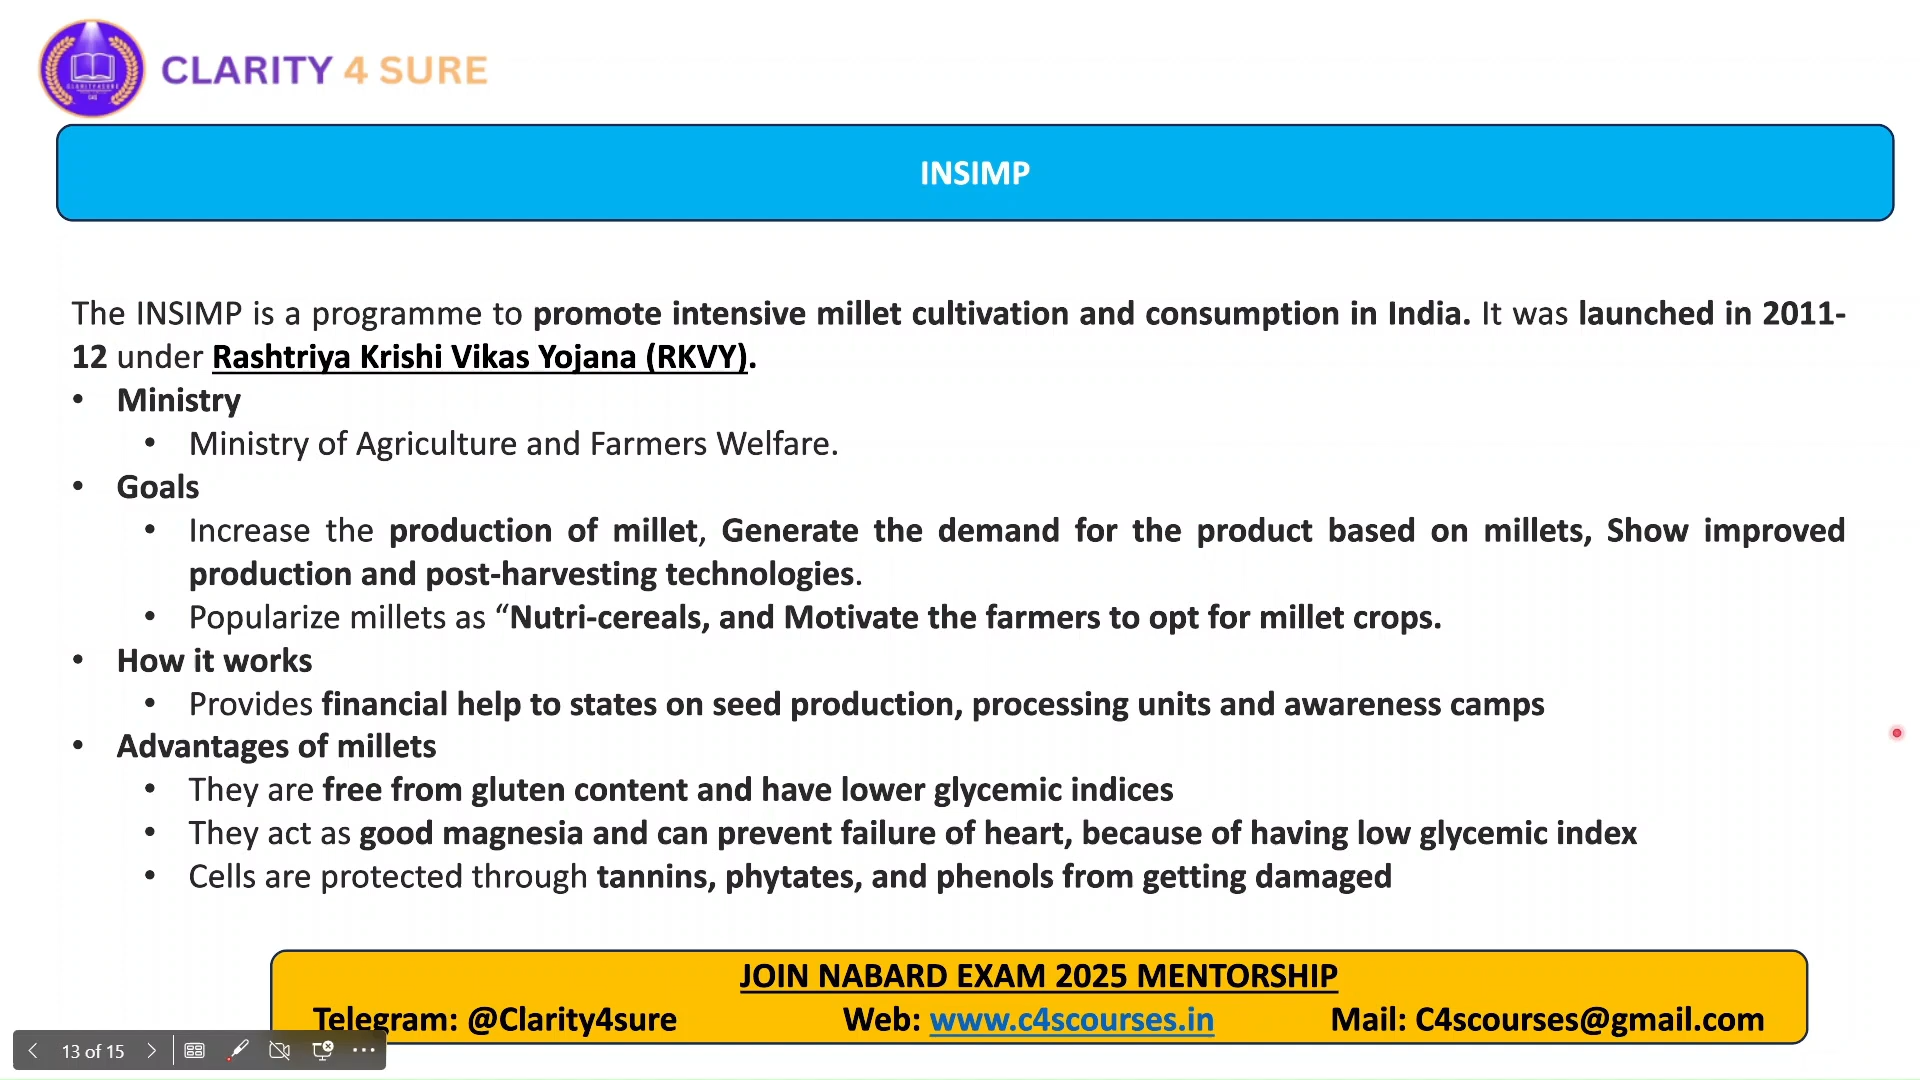 CLARITY 4 SURE
INSIMP
The INSIMP is a programme to promote intensive millet cultivation and consumption in India. It was launched in 2011-
12 under Rashtriya Krishi Vikas Yojana (RKVY).
• Ministry
• Ministry of Agriculture and Farmers Welfare.
• Goals
• Increase the production of millet, Generate the demand for the product based on millets, Show improved
production and post-harvesting technologies.
• Popularize millets as “Nutri-cereals, and Motivate the farmers to opt for millet crops.
• How it works
• Provides financial help to states on seed production, processing units and awareness camps
• Advantages of millets
• They are free from gluten content and have lower glycemic indices
• They act as good magnesia and can prevent failure of heart, because of having low glycemic index
• Cells are protected through tannins, phytates, and phenols from getting damaged
JOIN NABARD EXAM 2025 MENTORSHIP
Telegram: @Clarity4sure Web: www.c4scourses.in Mail: C4scourses@gmail.com
13 of 15